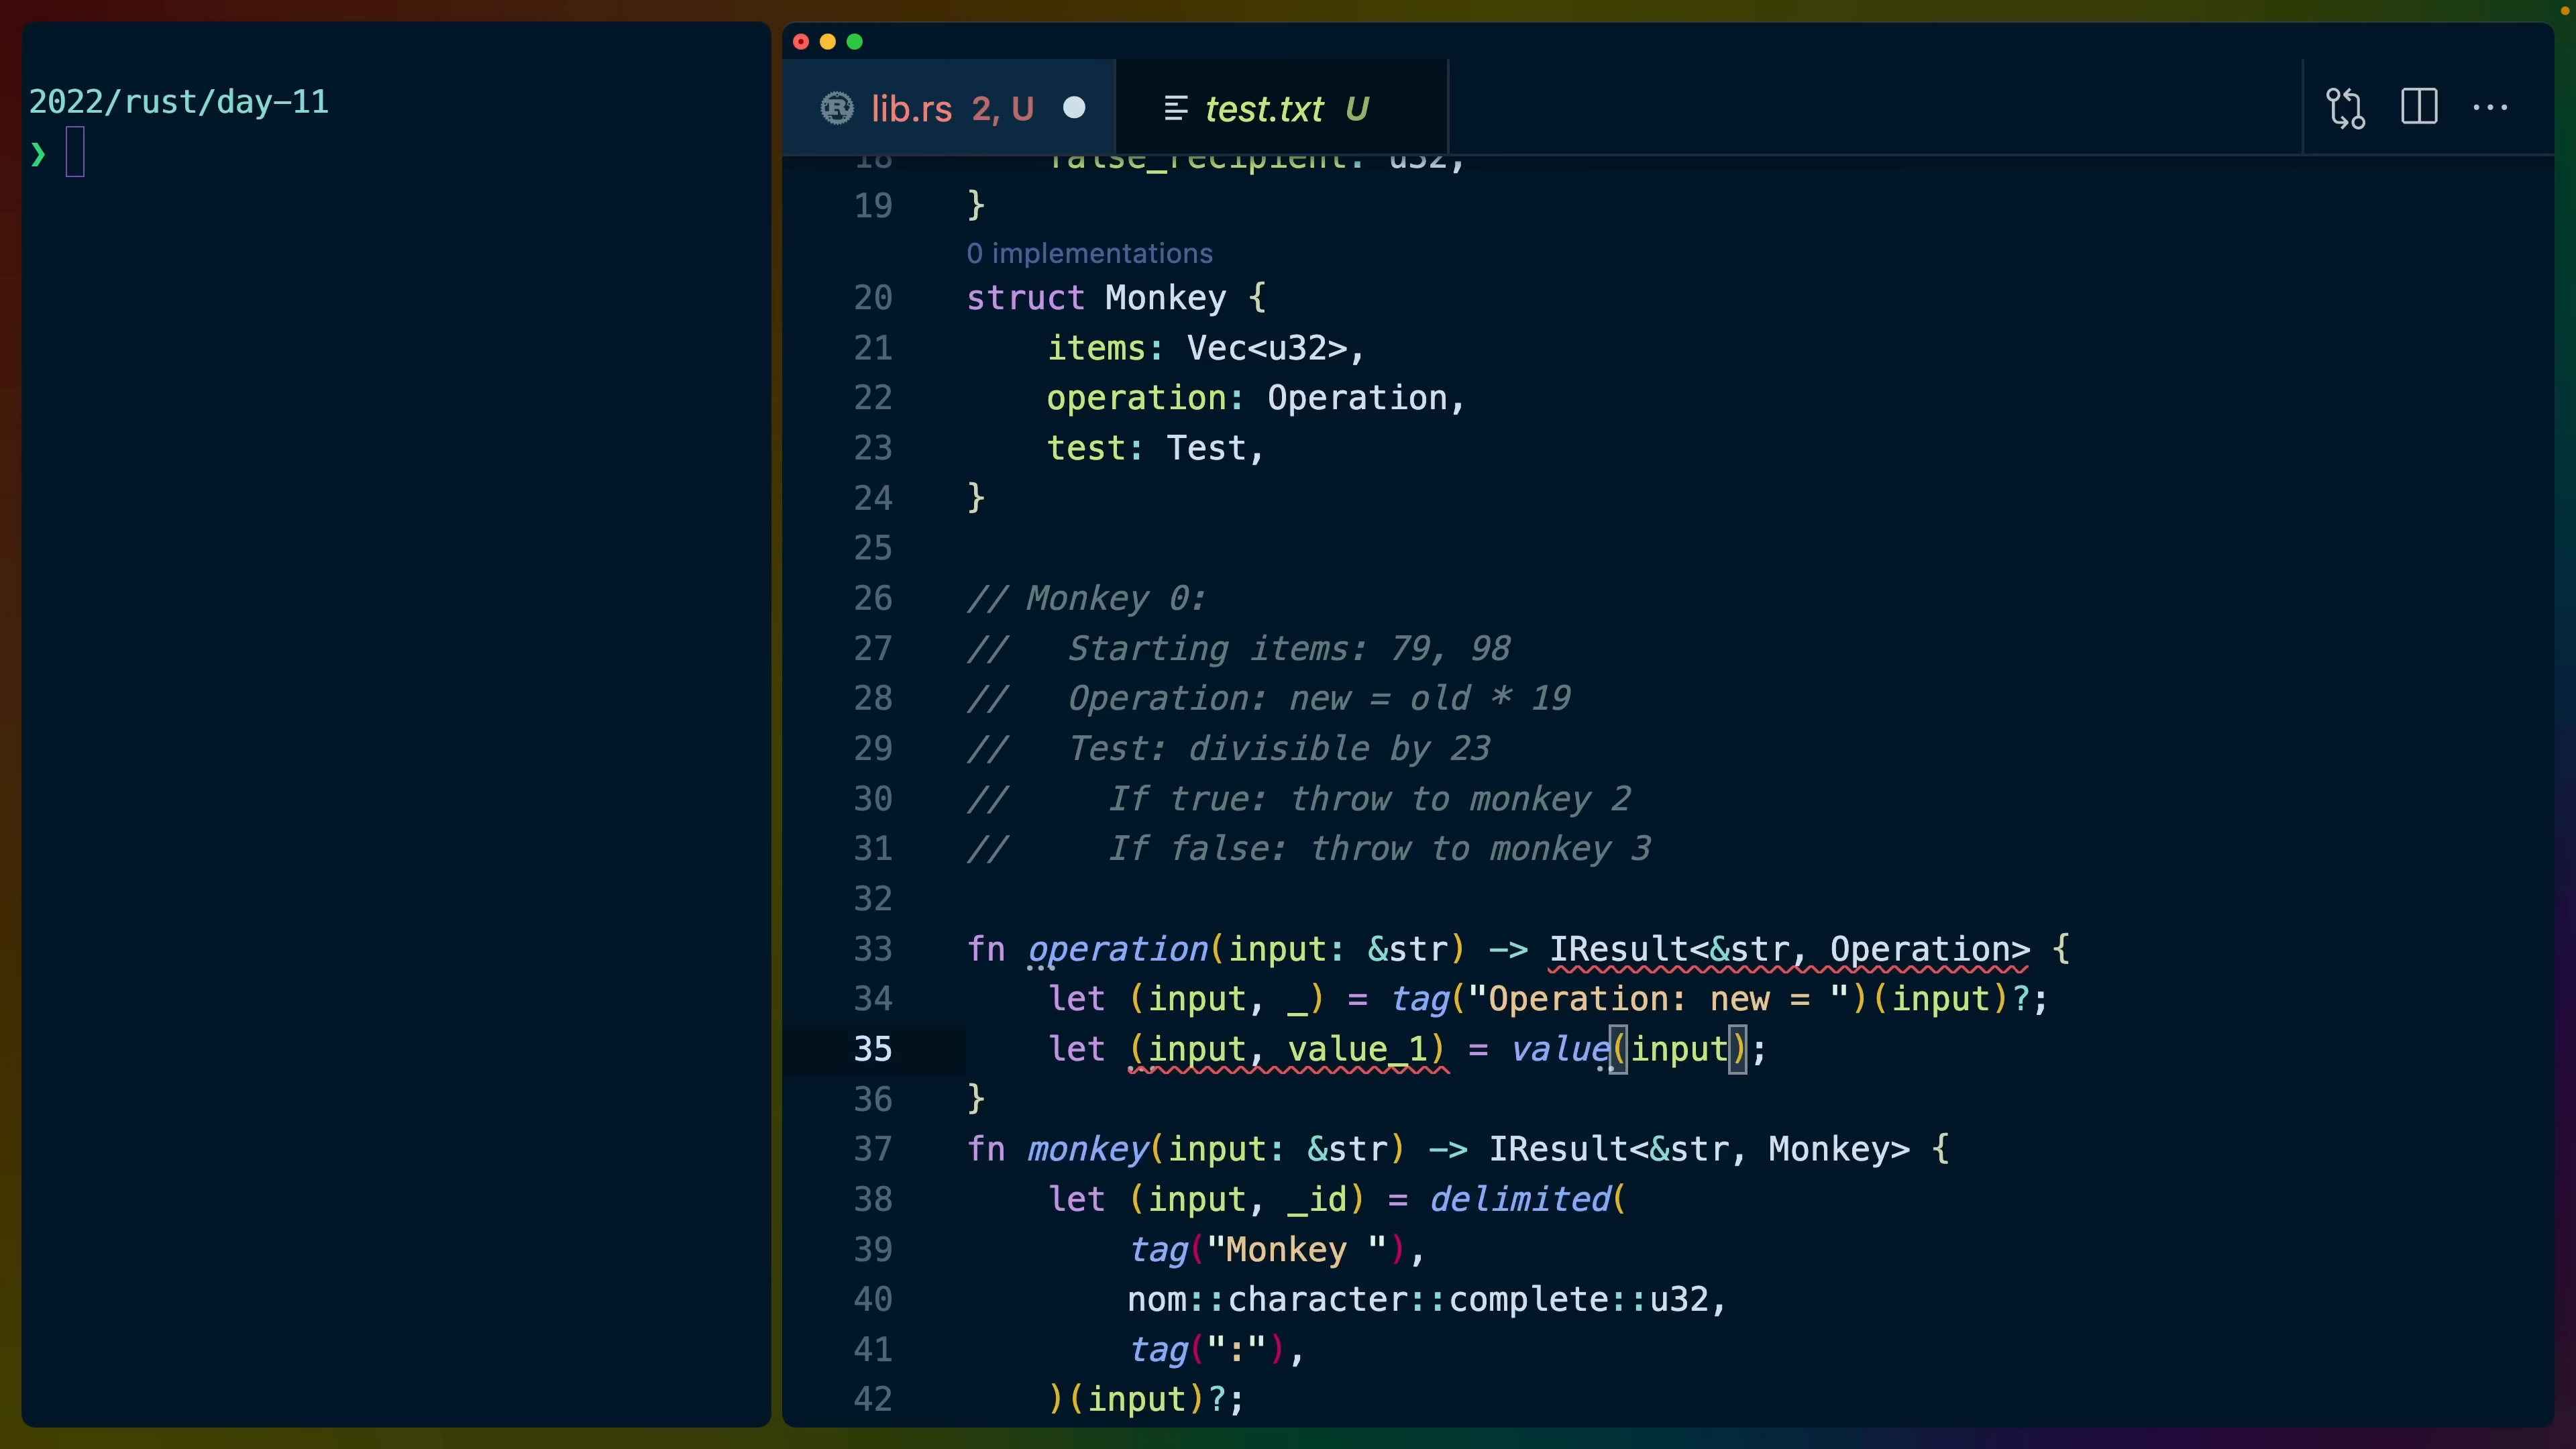 2022/rust/day-11
❯
lib.rs 2, U ● test.txt U
18 false_recipient: u32,
19 }
0 implementations
20 struct Monkey {
21 items: Vec<u32>,
22 operation: Operation,
23 test: Test,
24 }
25
26 // Monkey 0:
27 //   Starting items: 79, 98
28 //   Operation: new = old * 19
29 //   Test: divisible by 23
30 //     If true: throw to monkey 2
31 //     If false: throw to monkey 3
32
33 fn operation(input: &str) -> IResult<&str, Operation> {
34     let (input, _) = tag("Operation: new = ")(input)?;
35     let (input, value_1) = value(input);
36 }
37 fn monkey(input: &str) -> IResult<&str, Monkey> {
38     let (input, _id) = delimited(
39         tag("Monkey "),
40         nom::character::complete::u32,
41         tag(":"),
42     )(input)?;